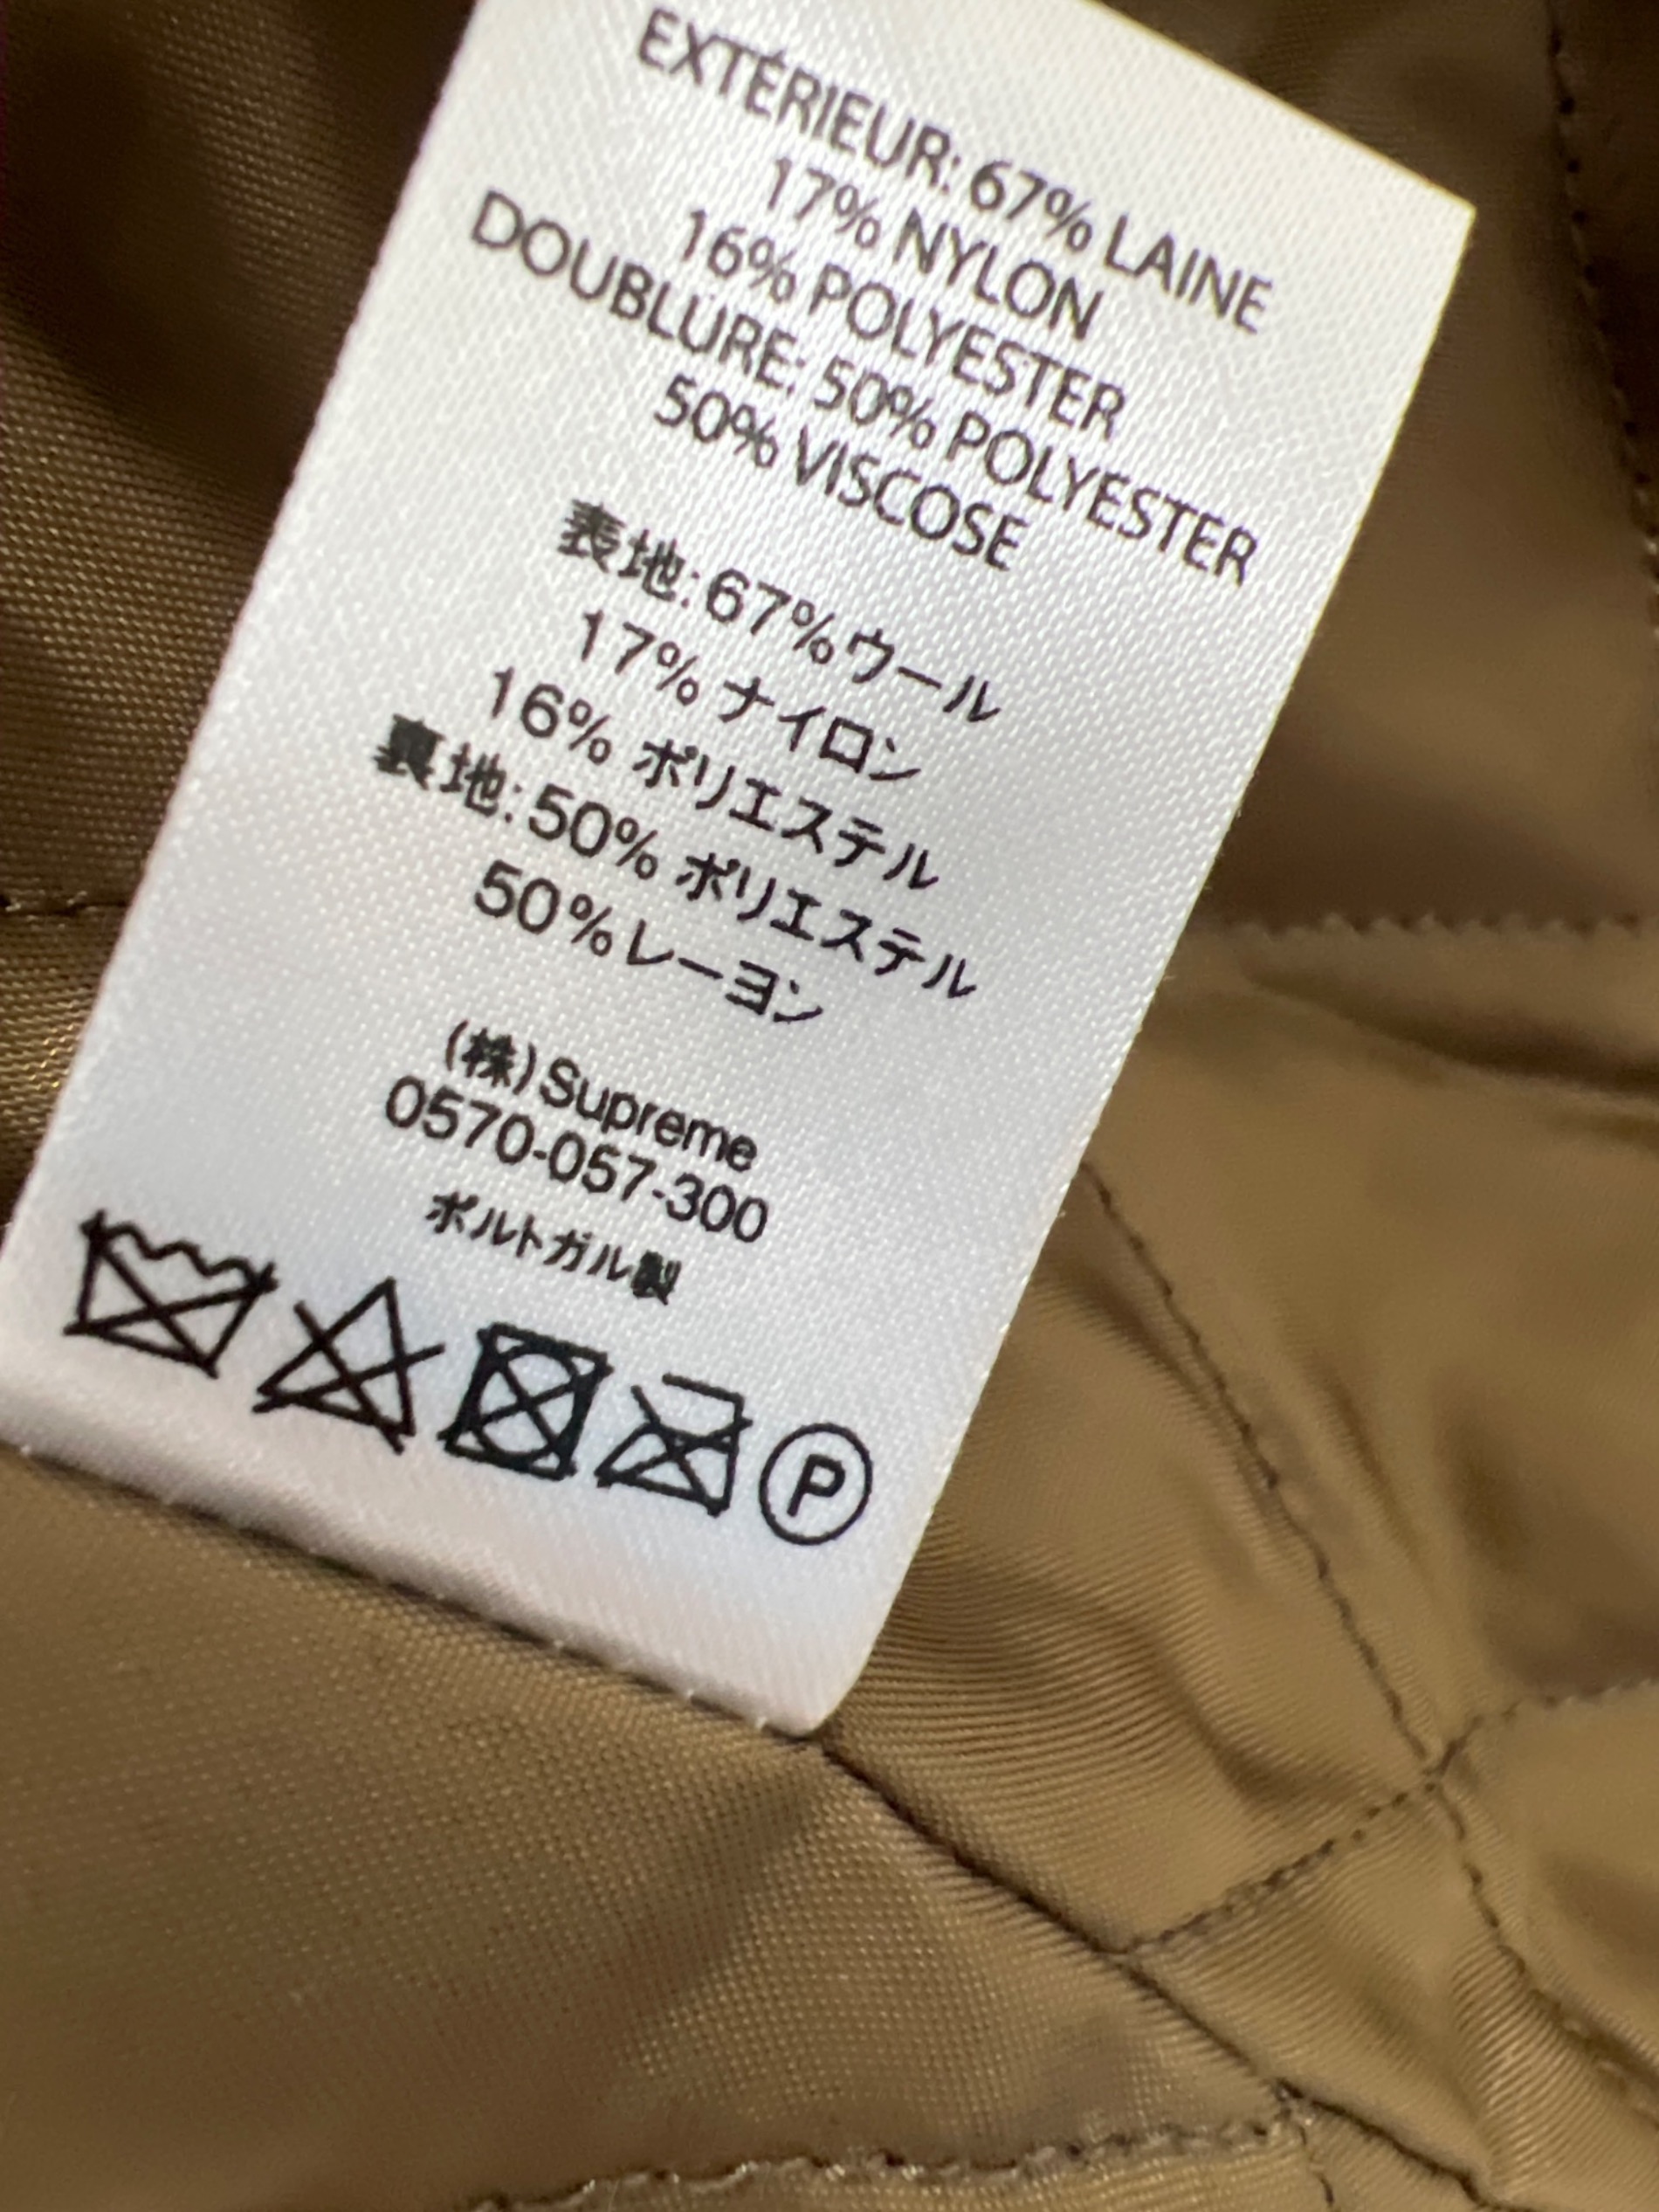 EXTÉRIEUR: 67% LAINE
17% NYLON
16% POLYESTER
DOUBLURE: 50% POLYESTER
50% VISCOSE
表地:67%ウール
17% ナイロン
16% ポリエステル
裏地:50% ポリエステル
50%レーヨン
(株)Supreme
0570-057-300
ポルトガル製
P